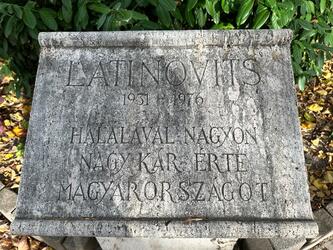 LATINOVITS
1931-1976
HALÁLÁVAL NAGYON
NAGY KÁR ÉRTE
MAGYARORSZÁGOT